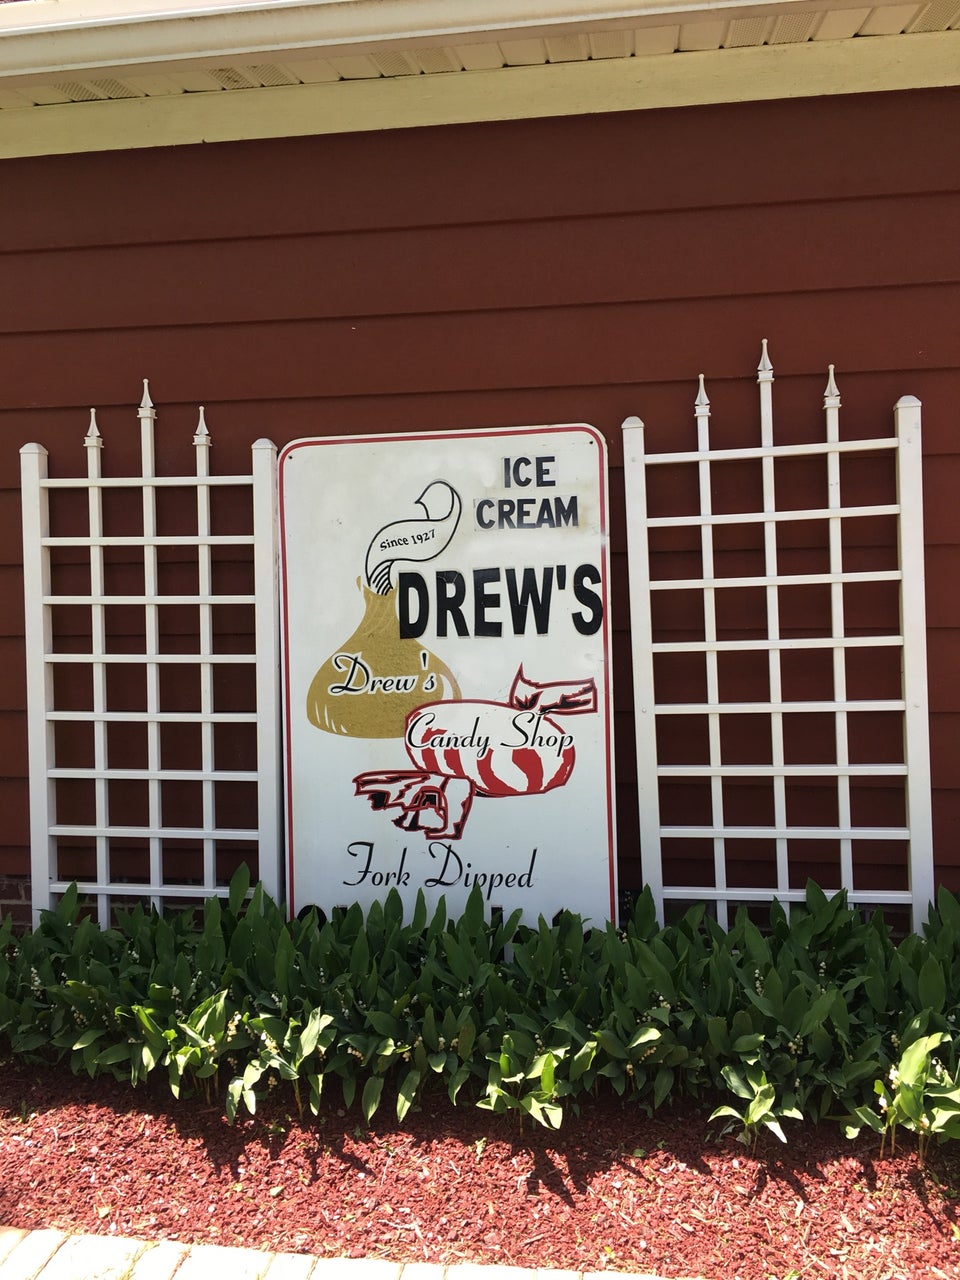 ICE
CREAM
Since 1927
DREW'S
Drew's
Candy Shop
Fork Dipped